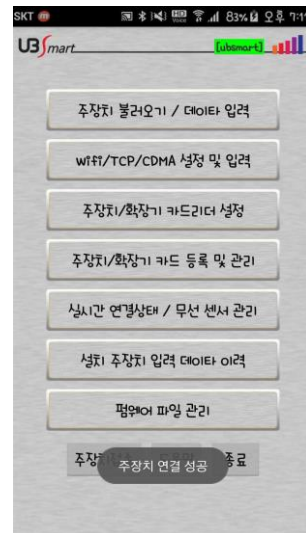 SKT 83% 오후 7:11
UBSmart [ubsmart]
주장치 불러오기 / 데이타 입력
wifi/TCP/CDMA 설정 및 입력
주장치/확장기 카드리더 설정
주장치/확장기 카드 등록 및 관리
실시간 연결상태 / 무선 센서 관리
설치 주장치 입력 데이타 이력
펌웨어 파일 관리
종료
주장치 연결 성공